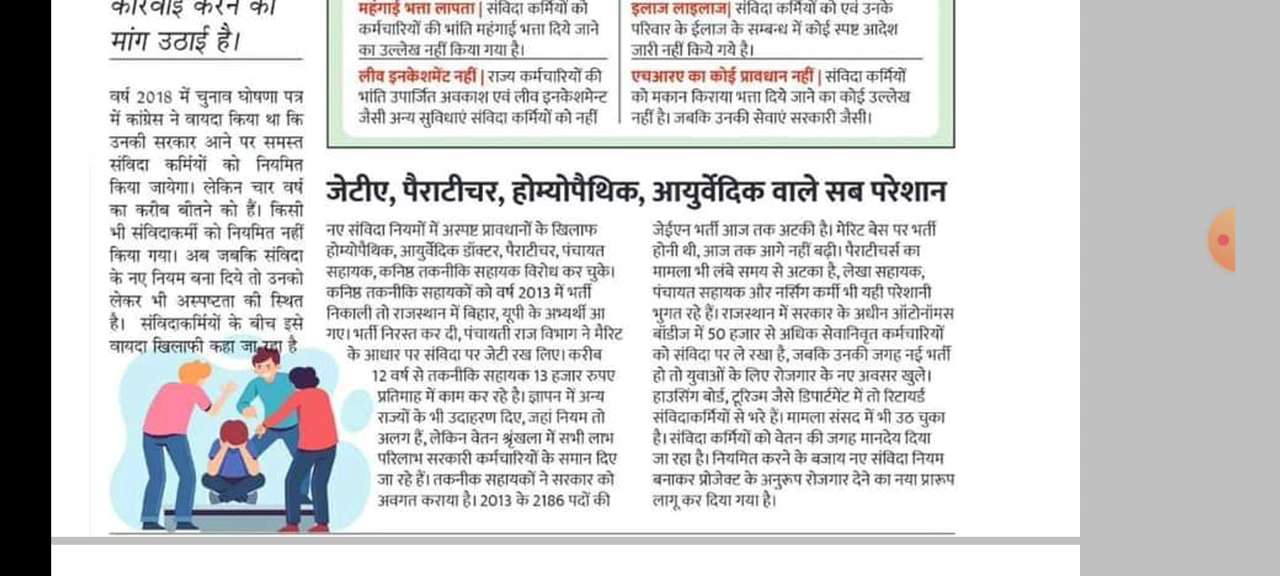 कार्रवाई करने की
मांग उठाई है।
वर्ष 2018 में चुनाव घोषणा पत्र
में कांग्रेस ने वायदा किया था कि
उनकी सरकार आने पर समस्त
संविदा कर्मियों को नियमित
किया जायेगा। लेकिन चार वर्ष
का करीब बीतने को हैं। किसी
भी संविदाकर्मी को नियमित नहीं
किया गया। अब जबकि संविदा
के नए नियम बना दिये तो उनको
लेकर भी अस्पष्टता की स्थित
है। संविदाकर्मियों के बीच इसे
वायदा खिलाफी कहा जा रहा है
महंगाई भत्ता लापता | संविदा कर्मियों को
कर्मचारियों की भांति महंगाई भत्ता दिये जाने
का उल्लेख नहीं किया गया है।
लीव इनकेशमेंट नहीं | राज्य कर्मचारियों की
भांति उपार्जित अवकाश एवं लीव इनकेशमेन्ट
जैसी अन्य सुविधाएं संविदा कर्मियों को नहीं
इलाज लाइलाज| संविदा कर्मियों को एवं उनके
परिवार के ईलाज के सम्बन्ध में कोई स्पष्ट आदेश
जारी नहीं किये गये है।
एचआरए का कोई प्रावधान नहीं | संविदा कर्मियों
को मकान किराया भत्ता दिये जाने का कोई उल्लेख
नहीं है। जबकि उनकी सेवाएं सरकारी जैसी।
जेटीए, पैराटीचर, होम्योपैथिक, आयुर्वेदिक वाले सब परेशान
नए संविदा नियमों में अस्पष्ट प्रावधानों के खिलाफ
होम्योपैथिक, आयुर्वेदिक डॉक्टर, पैराटीचर, पंचायत
सहायक, कनिष्ठ तकनीकि सहायक विरोध कर चुके।
कनिष्ठ तकनीकि सहायकों को वर्ष 2013 में भर्ती
निकाली तो राजस्थान में बिहार, यूपी के अभ्यर्थी आ
गए। भर्ती निरस्त कर दी, पंचायती राज विभाग ने मैरिट
के आधार पर संविदा पर जेटी रख लिए। करीब
12 वर्ष से तकनीकि सहायक 13 हजार रुपए
प्रतिमाह में काम कर रहे है। ज्ञापन में अन्य
राज्यों के भी उदाहरण दिए, जहां नियम तो
अलग हैं, लेकिन वेतन श्रृंखला में सभी लाभ
परिलाभ सरकारी कर्मचारियों के समान दिए
जा रहे हैं। तकनीक सहायकों ने सरकार को
अवगत कराया है। 2013 के 2186 पदों की
जेईएन भर्ती आज तक अटकी है। मेरिट बेस पर भर्ती
होनी थी, आज तक आगे नहीं बढ़ी। पैराटीचर्स का
मामला भी लंबे समय से अटका है, लेखा सहायक,
पंचायत सहायक और नर्सिंग कर्मी भी यही परेशानी
भुगत रहे हैं। राजस्थान में सरकार के अधीन ऑटोनॉमस
बॉडीज में 50 हजार से अधिक सेवानिवृत कर्मचारियों
को संविदा पर ले रखा है, जबकि उनकी जगह नई भर्ती
हो तो युवाओं के लिए रोजगार के नए अवसर खुले।
हाउसिंग बोर्ड, टूरिज्म जैसे डिपार्टमेंट में तो रिटायर्ड
संविदाकर्मियों से भरे हैं। मामला संसद में भी उठ चुका
है। संविदा कर्मियों को वेतन की जगह मानदेय दिया
जा रहा है। नियमित करने के बजाय नए संविदा नियम
बनाकर प्रोजेक्ट के अनुरूप रोजगार देने का नया प्रारूप
लागू कर दिया गया है।